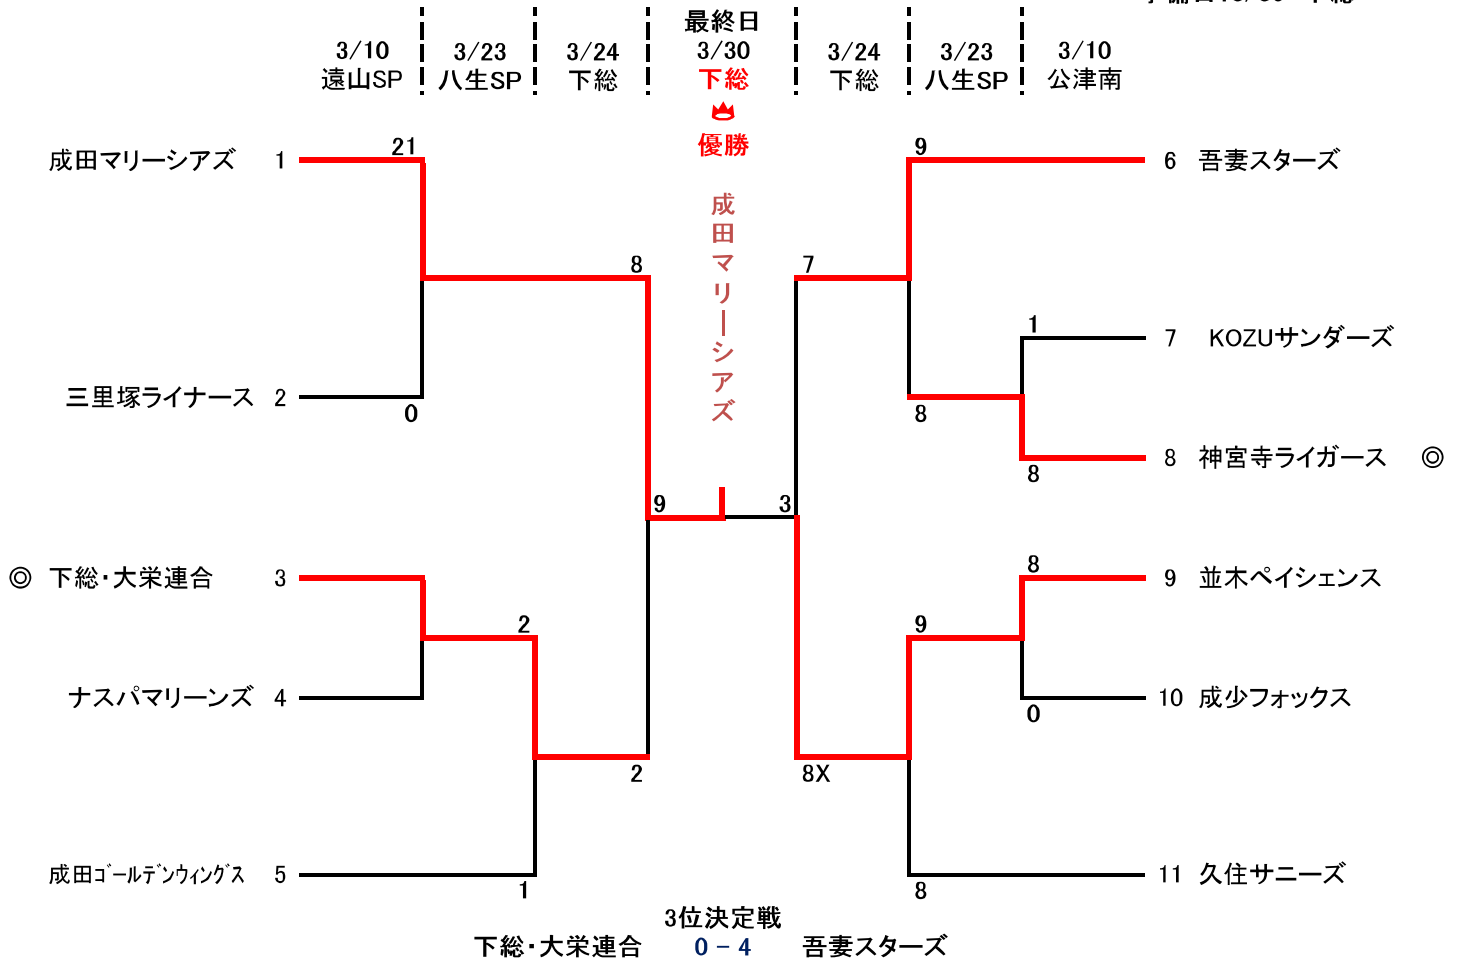 最終日
3/10 3/23 3/24 3/30 3/24 3/23 3/10
遠山SP 八生SP 下総 下総 下総 八生SP 公津南
優勝
成田マリーシアズ
成田マリーシアズ 1 21 9 6 吾妻スターズ
8 7
1 7 KOZUサンダーズ
三里塚ライナース 2 0 8
8 8 神宮寺ライガース ◎
9 3
◎ 下総・大栄連合 3 8 9 並木ペイシェンス
2 9
ナスパマリーンズ 4 0 10 成少フォックス
2 8X
成田ゴールデンウィングス 5 1 8 11 久住サニーズ
3位決定戦
下総・大栄連合 0 − 4 吾妻スターズ